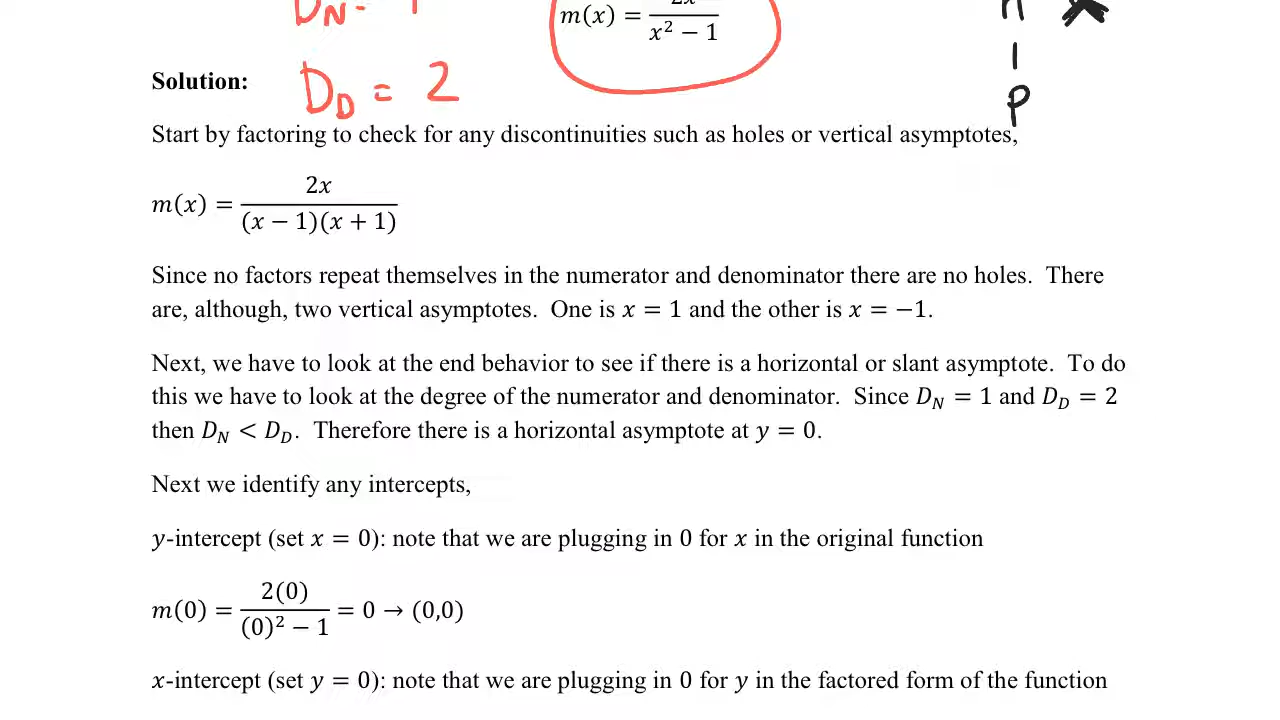 D_N = 1
m(x) = 2x / (x² − 1)
Solution:
D_D = 2
I
P
Start by factoring to check for any discontinuities such as holes or vertical asymptotes,
m(x) = 2x / ((x − 1)(x + 1))
Since no factors repeat themselves in the numerator and denominator there are no holes. There
are, although, two vertical asymptotes. One is x = 1 and the other is x = −1.
Next, we have to look at the end behavior to see if there is a horizontal or slant asymptote. To do
this we have to look at the degree of the numerator and denominator. Since D_N = 1 and D_D = 2
then D_N < D_D. Therefore there is a horizontal asymptote at y = 0.
Next we identify any intercepts,
y-intercept (set x = 0): note that we are plugging in 0 for x in the original function
m(0) = 2(0) / ((0)² − 1) = 0 → (0,0)
x-intercept (set y = 0): note that we are plugging in 0 for y in the factored form of the function